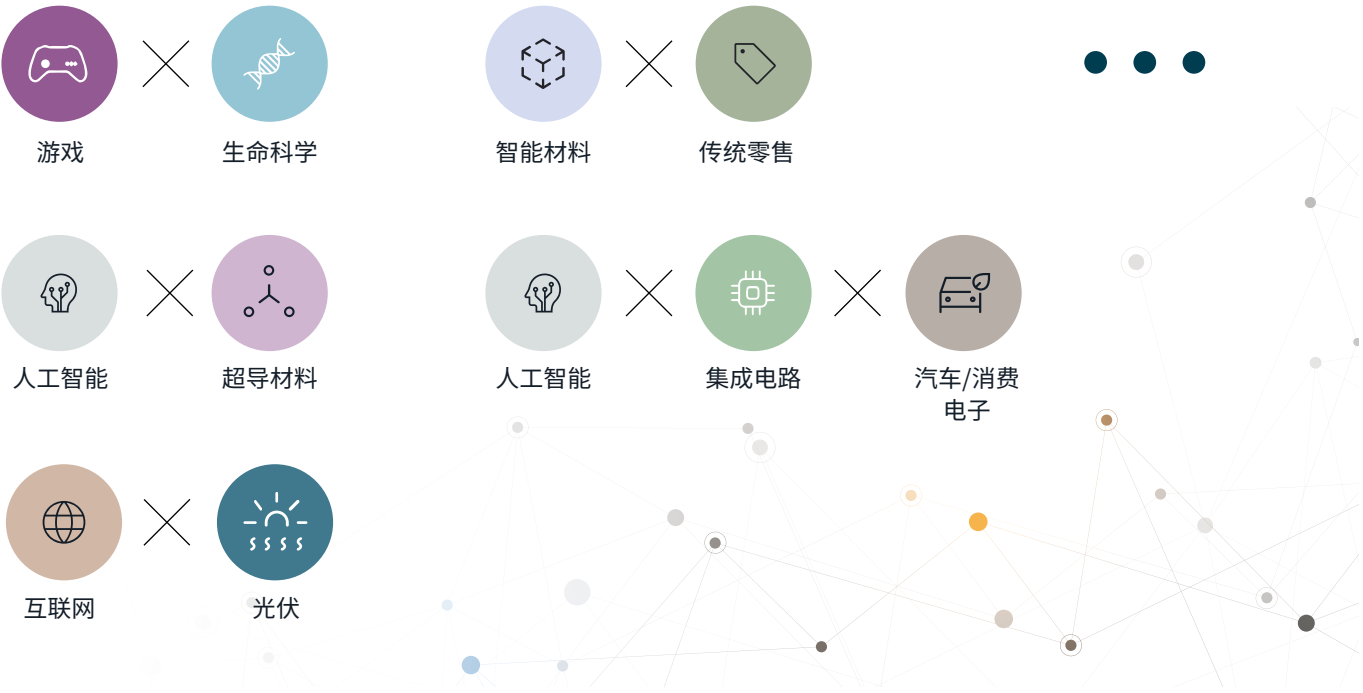 游戏
生命科学
智能材料
传统零售
人工智能
超导材料
人工智能
集成电路
汽车/消费
电子
互联网
光伏